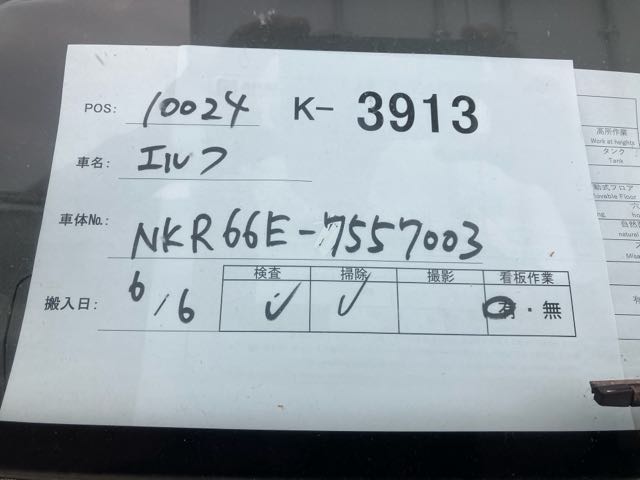 POS: 10024 K-3913
車名: エルフ
車体No.: NKR66E-7557003
搬入日: 6/6
検査 掃除 撮影 看板作業
✓ ✓ 有・無
高所作業
Work at heights
タンク
Tank
動式フロア
ovable Floor